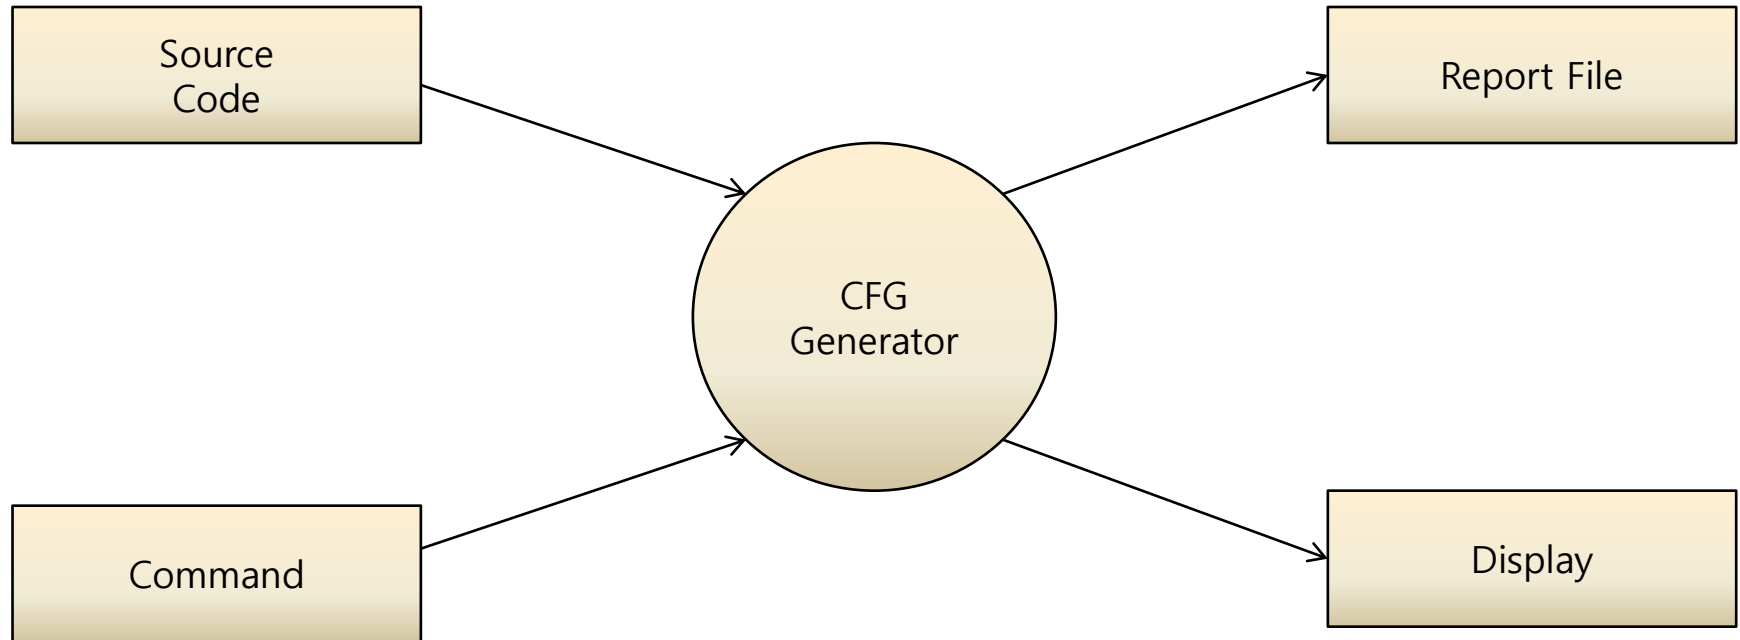 Source
Code
Report File
CFG
Generator
Command
Display